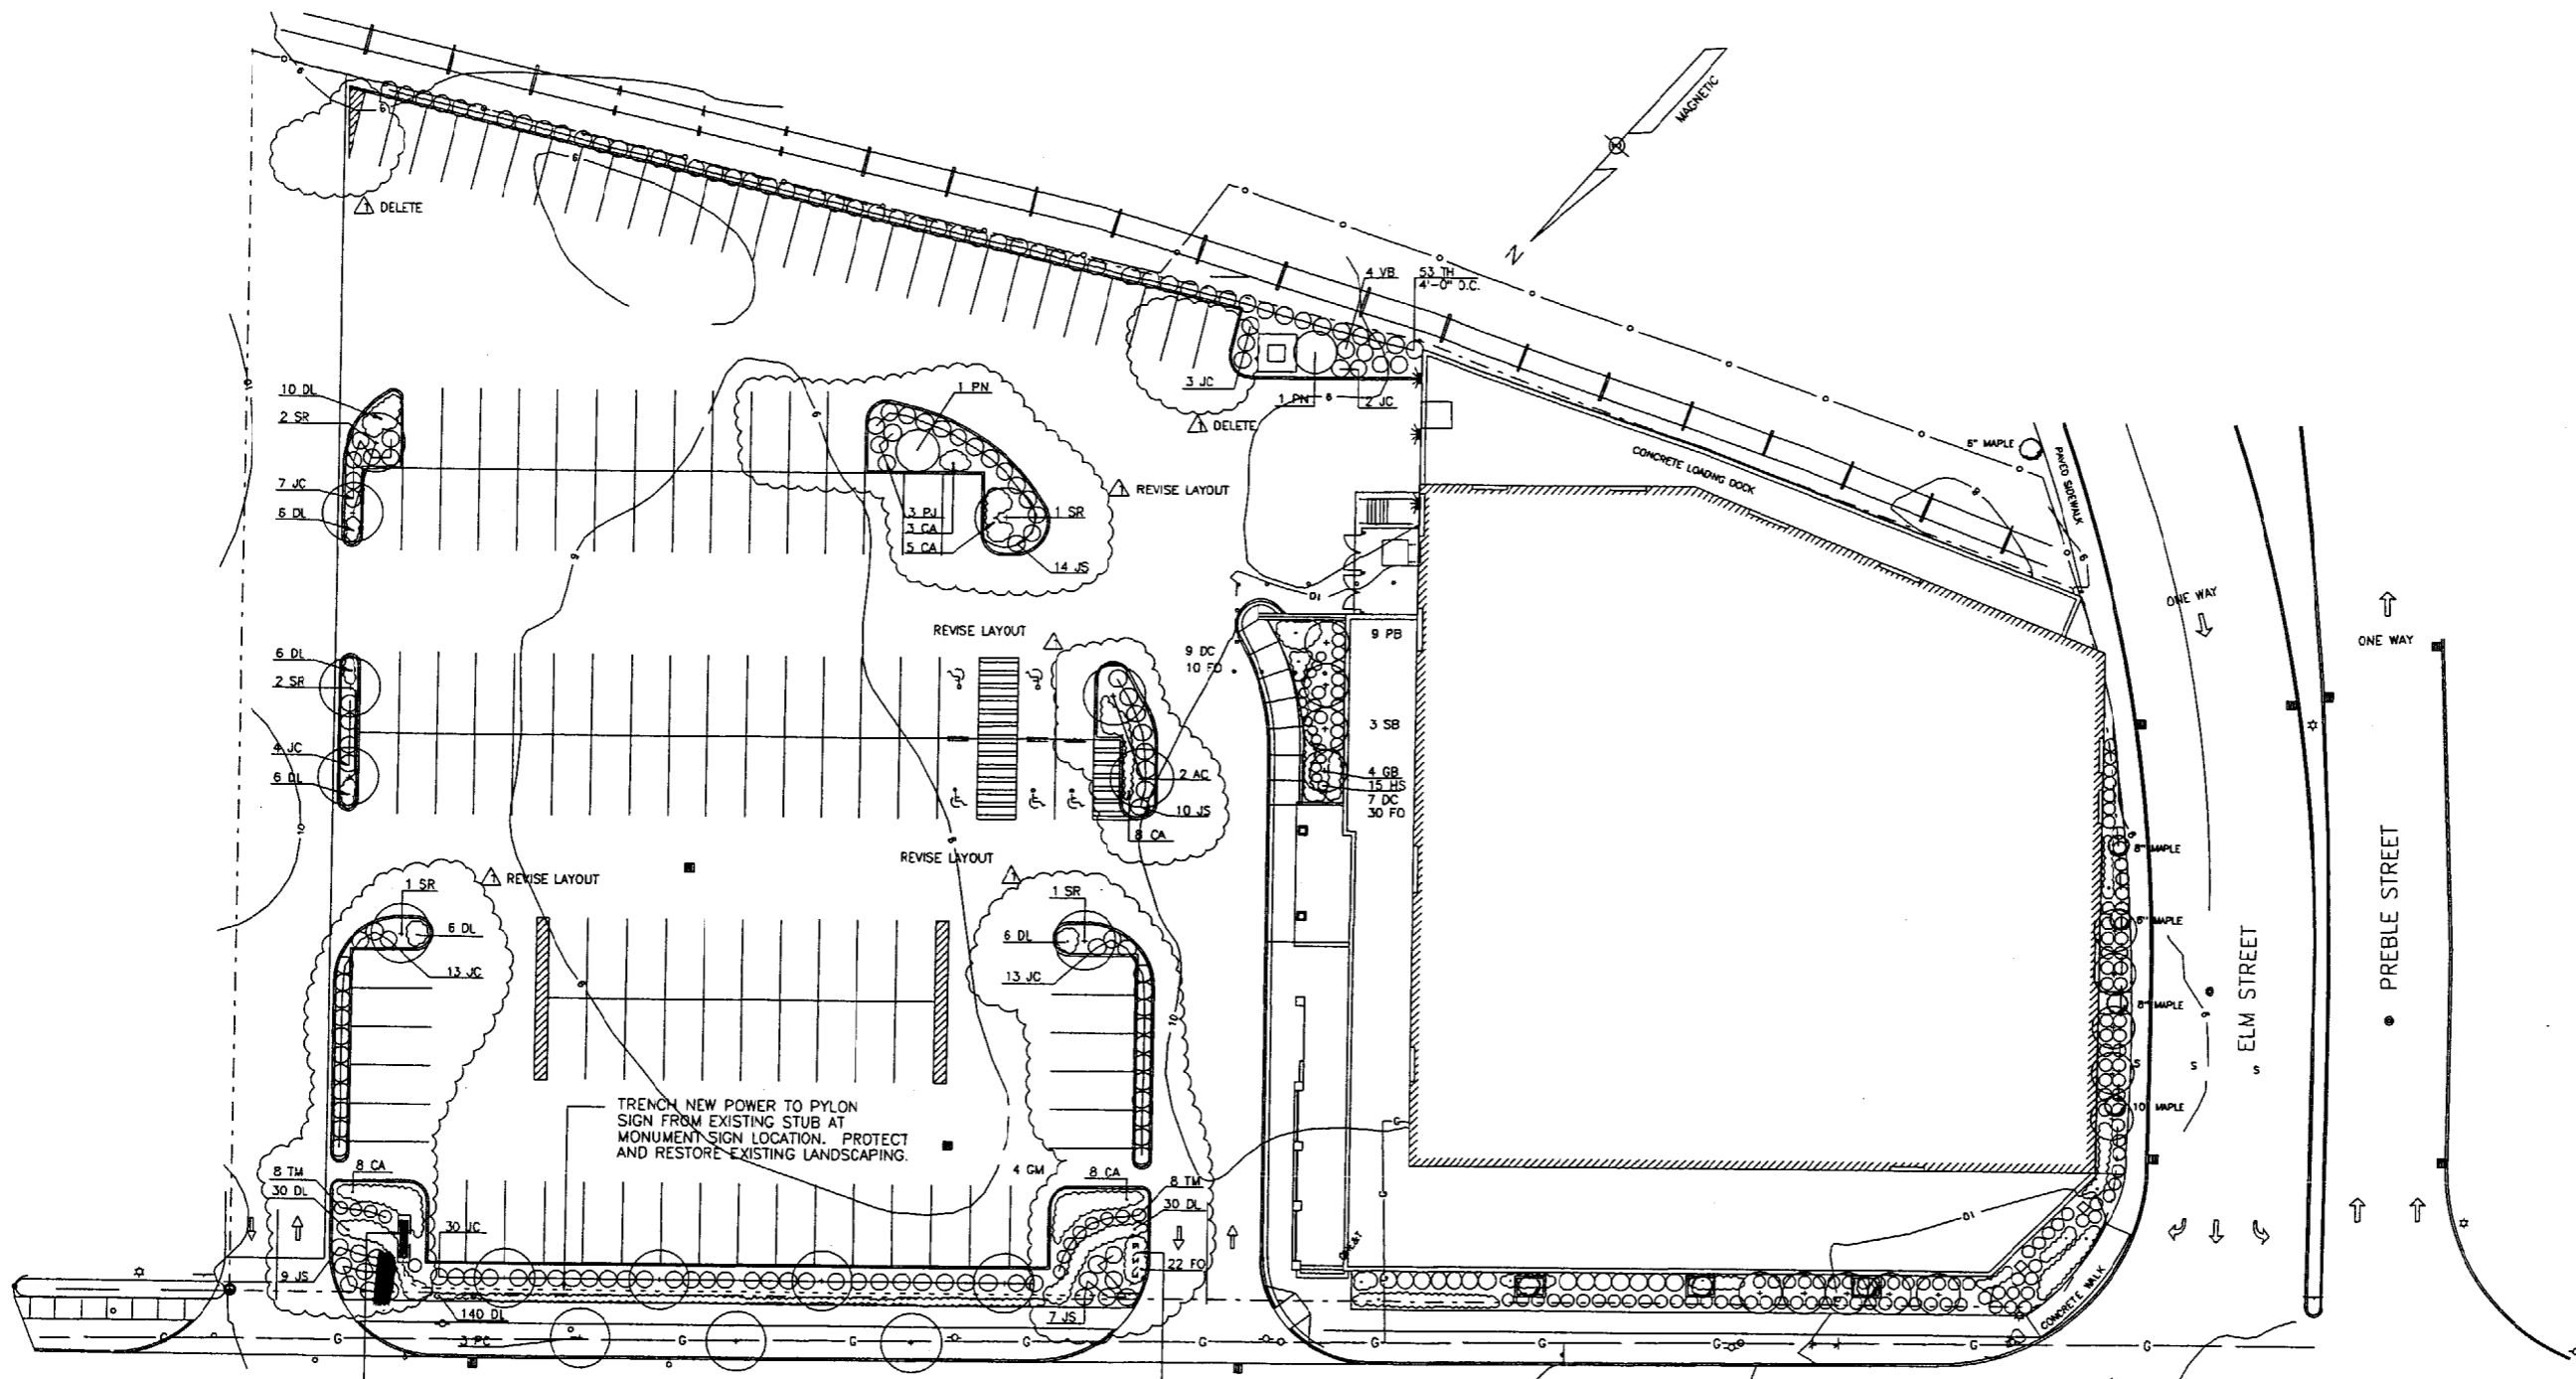 MAGNETIC
N
1 DELETE
4 VB
53 TH
4'-0" O.C.
3 JC
1 PN
2 JC
1 DELETE
10 DL
2 SR
7 JC
6 DL
1 PN
3 PJ
3 CA
5 CA
1 SR
14 JS
1 REVISE LAYOUT
CONCRETE LOADING DOCK
6" MAPLE
PAVED SIDEWALK
ONE WAY
ONE WAY
REVISE LAYOUT
6 DL
2 SR
4 JC
6 DL
9 DC
10 FO
9 PB
3 SB
4 GB
15 HS
7 DC
30 FO
2 AC
10 JS
8 CA
REVISE LAYOUT
1 REVISE LAYOUT
1 SR
6 DL
13 JC
1 SR
6 DL
13 JC
8" MAPLE
6" MAPLE
8" MAPLE
10" MAPLE
ELM STREET
PREBLE STREET
TRENCH NEW POWER TO PYLON
SIGN FROM EXISTING STUB AT
MONUMENT SIGN LOCATION. PROTECT
AND RESTORE EXISTING LANDSCAPING.
8 TM
8 CA
30 DL
9 JS
30 JC
140 DL
3 PC
4 GM
8 CA
8 TM
30 DL
22 FO
7 JS
CONCRETE WALK
G G G G G G G G G